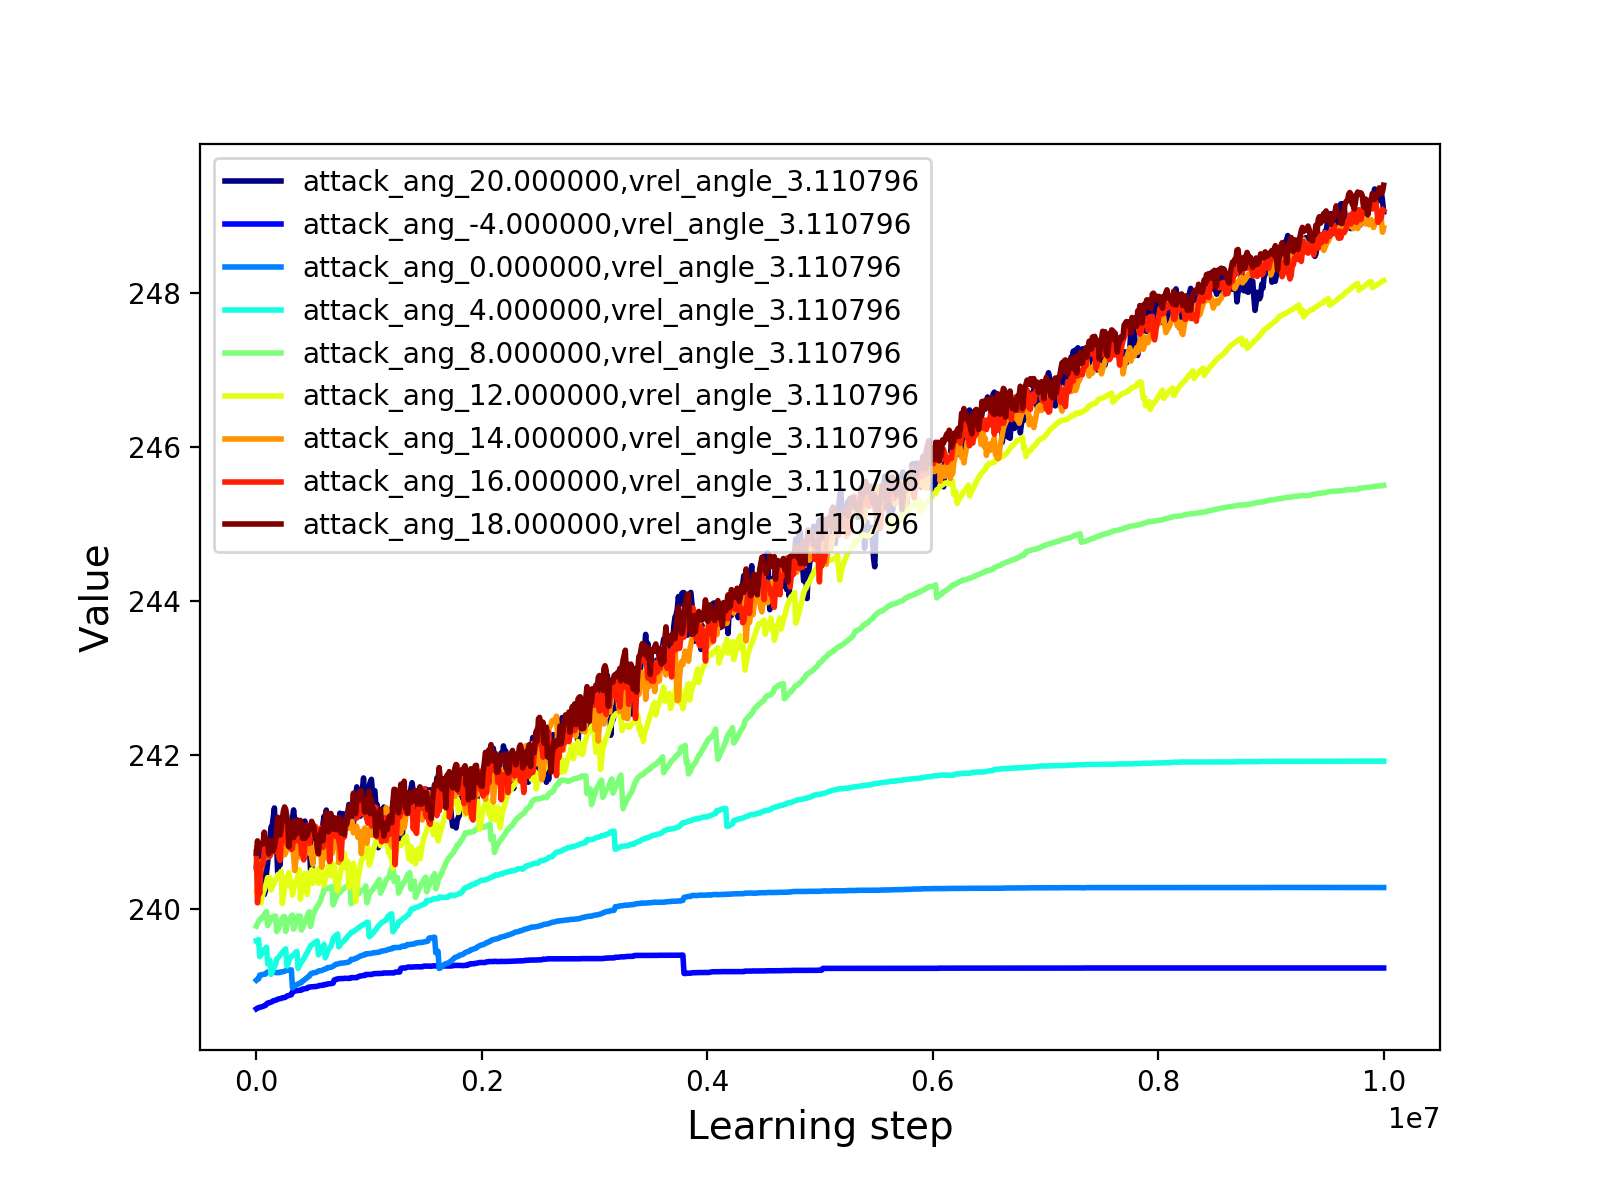 attack_ang_20.000000,vrel_angle_3.110796
attack_ang_-4.000000,vrel_angle_3.110796
attack_ang_0.000000,vrel_angle_3.110796
attack_ang_4.000000,vrel_angle_3.110796
attack_ang_8.000000,vrel_angle_3.110796
attack_ang_12.000000,vrel_angle_3.110796
attack_ang_14.000000,vrel_angle_3.110796
attack_ang_16.000000,vrel_angle_3.110796
attack_ang_18.000000,vrel_angle_3.110796
248
246
244
242
240
Value
0.0 0.2 0.4 0.6 0.8 1.0
1e7
Learning step